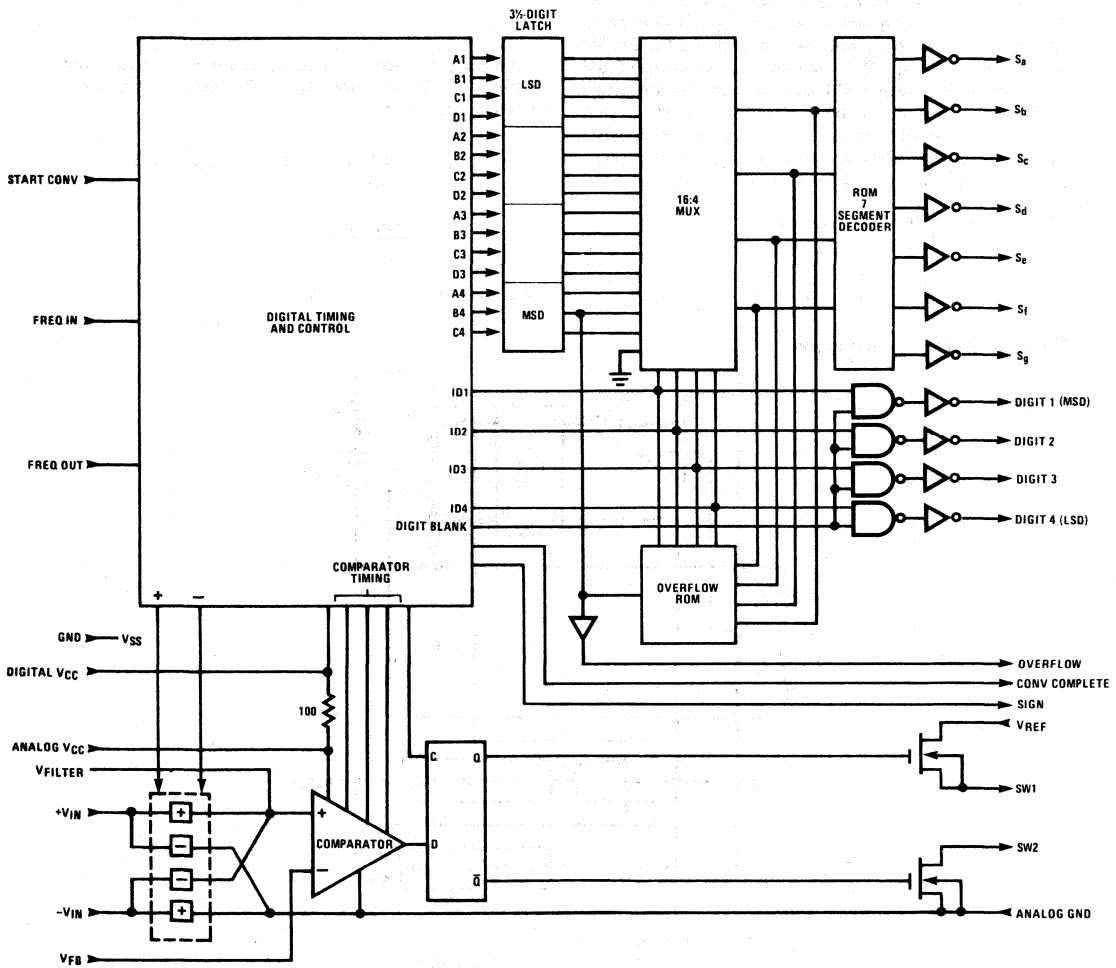 3½-DIGIT
LATCH
A1
B1
C1
D1
A2
B2
C2
D2
A3
B3
C3
D3
A4
B4
C4
LSD
MSD
16:4
MUX
ROM
7
SEGMENT
DECODER
Sa
Sb
Sc
Sd
Se
Sf
Sg
START CONV
FREQ IN
FREQ OUT
DIGITAL TIMING
AND CONTROL
ID1
ID2
ID3
ID4
DIGIT BLANK
DIGIT 1 (MSD)
DIGIT 2
DIGIT 3
DIGIT 4 (LSD)
COMPARATOR
TIMING
OVERFLOW
ROM
+
−
GND
VSS
DIGITAL VCC
100
ANALOG VCC
VFILTER
+VIN
−VIN
VFB
+
−
−
+
+
COMPARATOR
−
C
Q
D
Q̅
OVERFLOW
CONV COMPLETE
SIGN
VREF
SW1
SW2
ANALOG GND